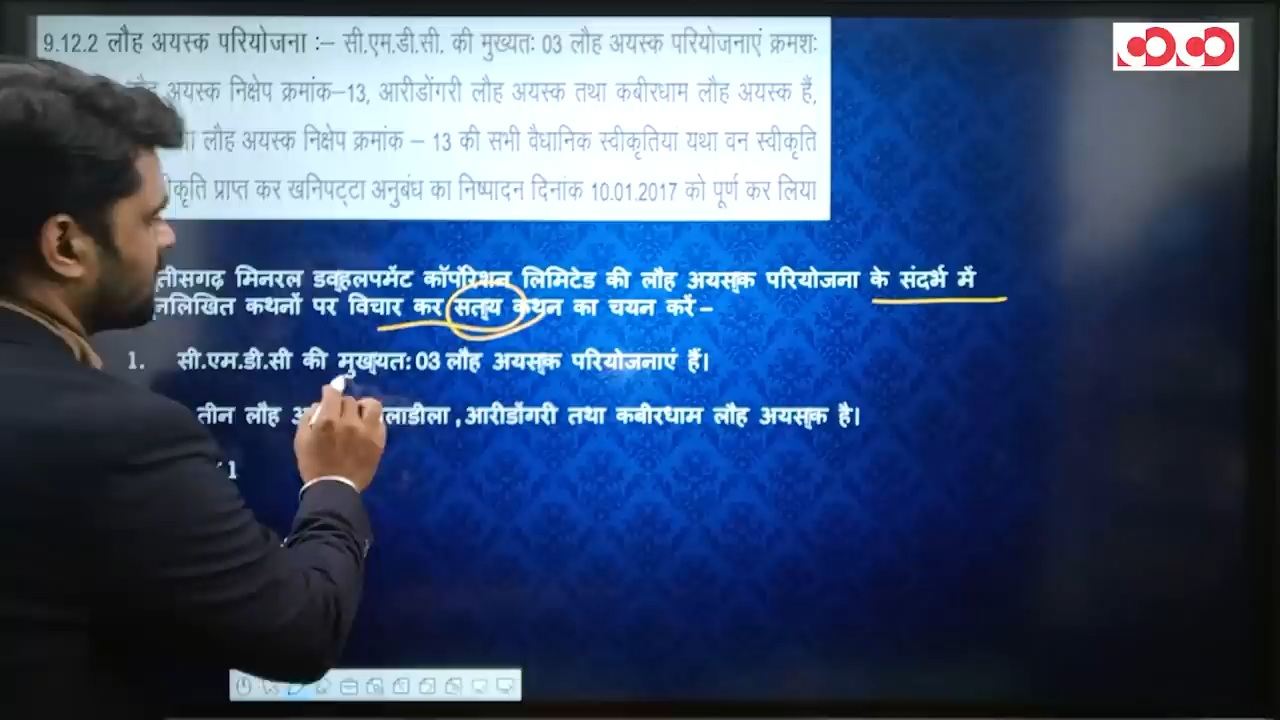 9.12.2 लौह अयस्क परियोजना :– सी.एम.डी.सी. की मुख्यतः 03 लौह अयस्क परियोजनाएं क्रमशः
अयस्क निक्षेप क्रमांक–13, आरीडोंगरी लौह अयस्क तथा कबीरधाम लौह अयस्क हैं,
लौह अयस्क निक्षेप क्रमांक – 13 की सभी वैधानिक स्वीकृतियां यथा वन स्वीकृति
प्राप्त कर खनिपट्टा अनुबंध का निष्पादन दिनांक 10.01.2017 को पूर्ण कर लिया
मिनरल डव्हलपमेंट कॉर्पोरेशन लिमिटेड की लौह अयस्क परियोजना के संदर्भ में
कथनों पर विचार कर सत्य कथन का चयन करें –
1. सी.एम.डी.सी की मुख्यतः 03 लौह अयस्क परियोजनाएं हैं।
तीन लौह आरीडोंगरी तथा कबीरधाम लौह अयस्क है।
1